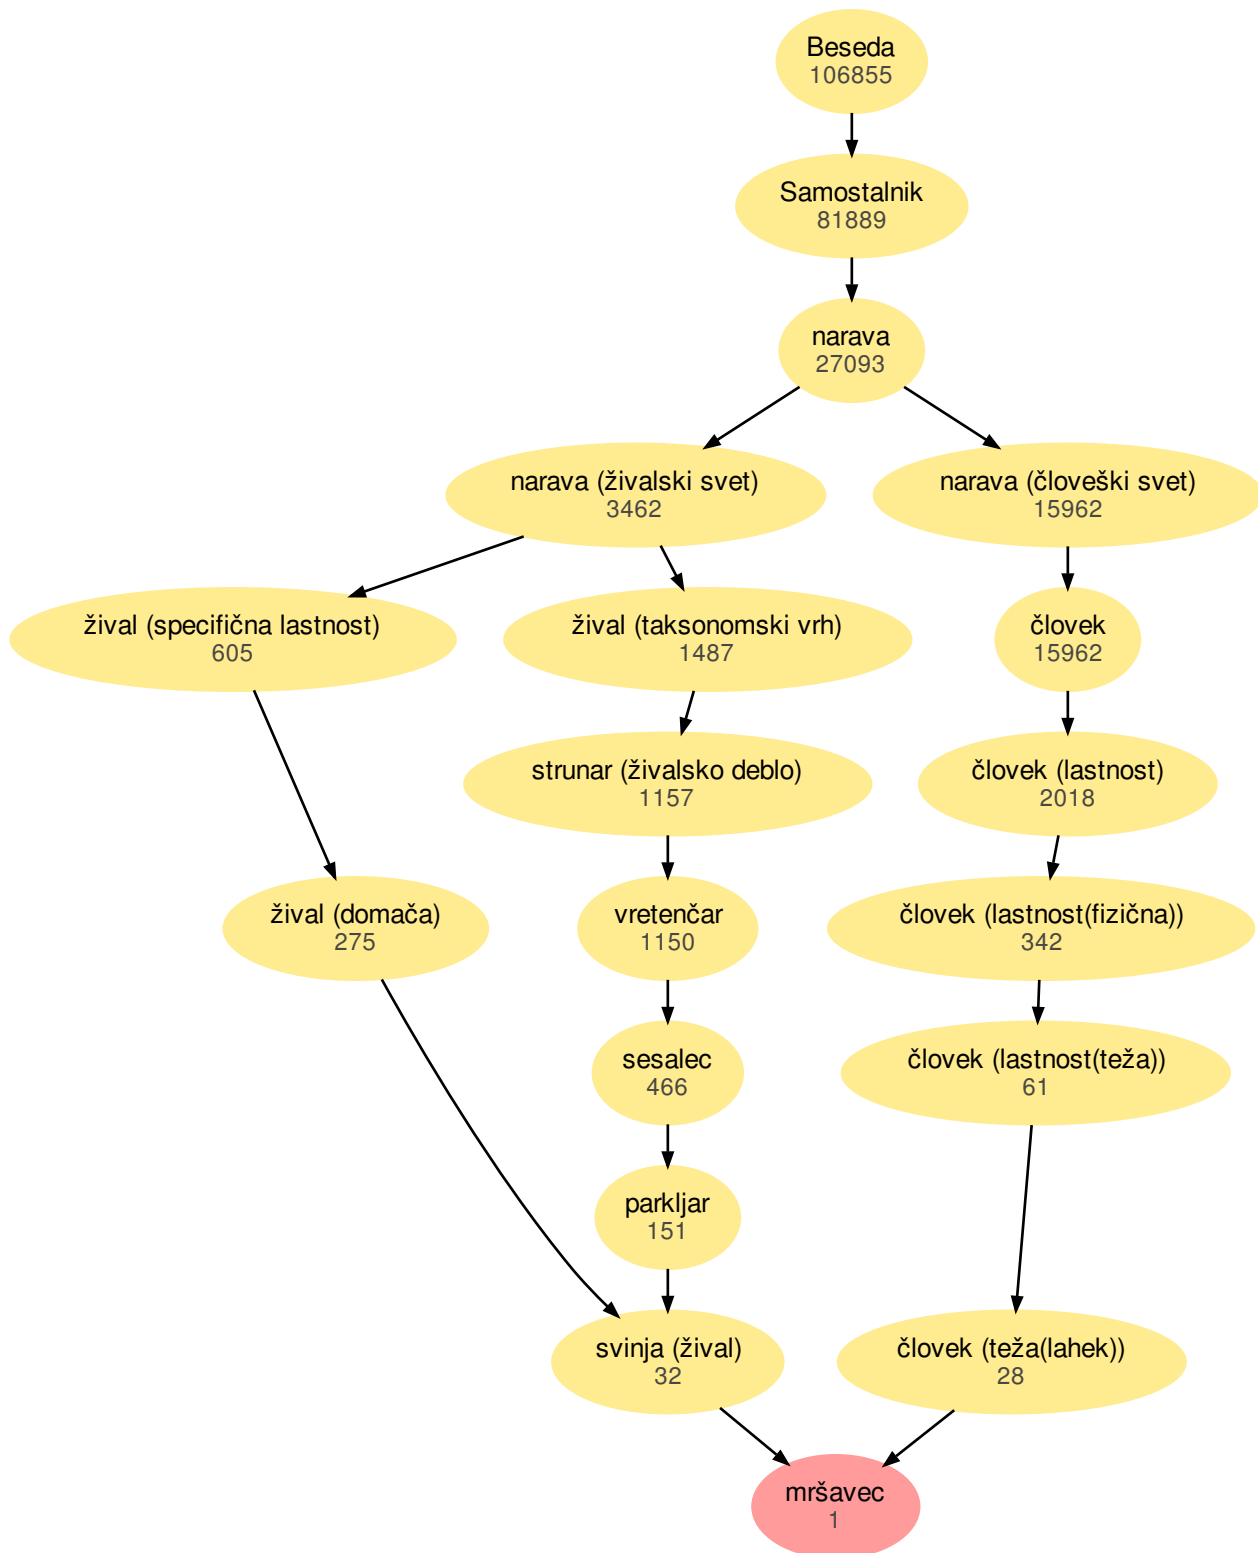 Beseda
106855
Samostalnik
81889
narava
27093
narava (živalski svet)
3462
narava (človeški svet)
15962
žival (specifična lastnost)
605
žival (taksonomski vrh)
1487
človek
15962
strunar (živalsko deblo)
1157
človek (lastnost)
2018
žival (domača)
275
vretenčar
1150
človek (lastnost(fizična))
342
sesalec
466
človek (lastnost(teža))
61
parkljar
151
svinja (žival)
32
človek (teža(lahek))
28
mršavec
1